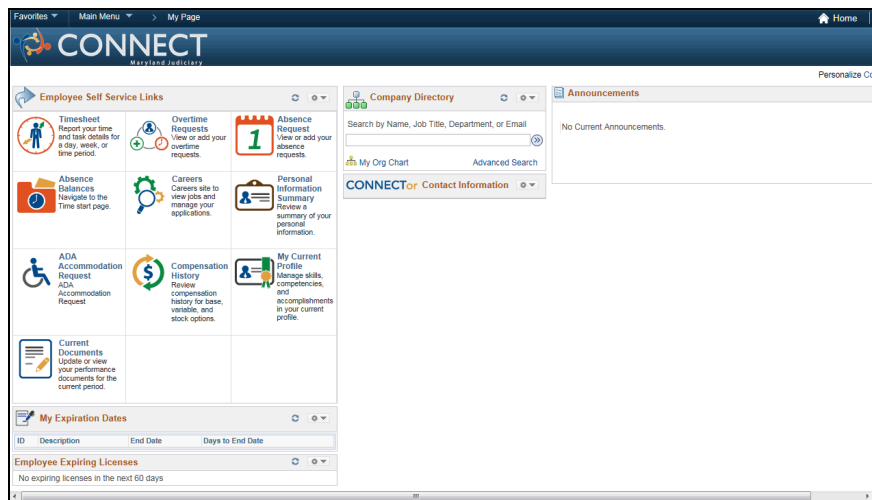 Favorites Main Menu > My Page Home
CONNECT
Maryland Judiciary
Personalize Co
Employee Self Service Links
Timesheet
Report your time
and task details for
a day, week, or
time period.
Overtime
Requests
View or add your
overtime
requests.
Absence
Request
View or add your
absence
requests.
1
Absence
Balances
Navigate to the
Time start page.
Careers
Careers site to
view jobs and
manage your
applications.
Personal
Information
Summary
Review a
summary of your
personal
information.
ADA
Accommodation
Request
ADA
Accommodation
Request
Compensation
History
Review
compensation
history for base,
variable, and
stock options.
$
My Current
Profile
Manage skills,
competencies,
and
accomplishments
in your current
profile.
Current
Documents
Update or view
your performance
documents for the
current period.
My Expiration Dates
ID Description End Date Days to End Date
Employee Expiring Licenses
No expiring licenses in the next 60 days
Company Directory
Search by Name, Job Title, Department, or Email
My Org Chart Advanced Search
CONNECTor Contact Information
Announcements
No Current Announcements.